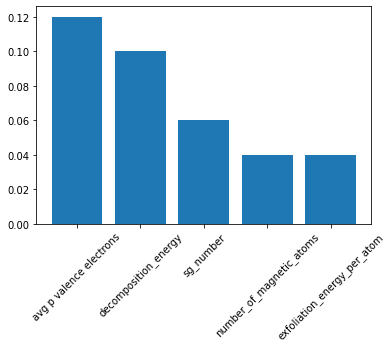 0.12
0.10
0.08
0.06
0.04
0.02
0.00
avg p valence electrons
decomposition_energy
sg_number
number_of_magnetic_atoms
exfoliation_energy_per_atom